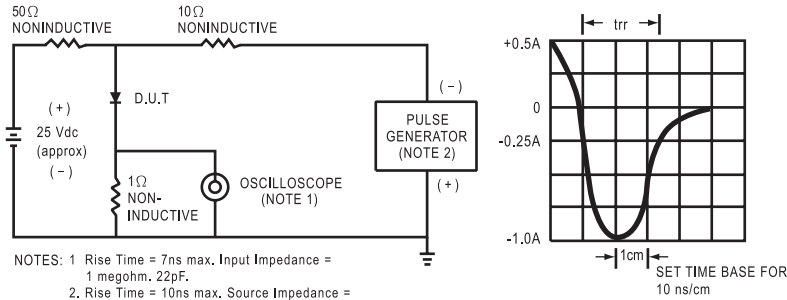 50Ω
NONINDUCTIVE
10Ω
NONINDUCTIVE
D.U.T
(+)
25 Vdc
(approx)
(−)
1Ω
NON-
INDUCTIVE
OSCILLOSCOPE
(NOTE 1)
(−)
PULSE
GENERATOR
(NOTE 2)
(+)
NOTES: 1 Rise Time = 7ns max. Input Impedance =
1 megohm. 22pF.
2. Rise Time = 10ns max. Source Impedance =
trr
+0.5A
0
-0.25A
-1.0A
1cm
SET TIME BASE FOR
10 ns/cm